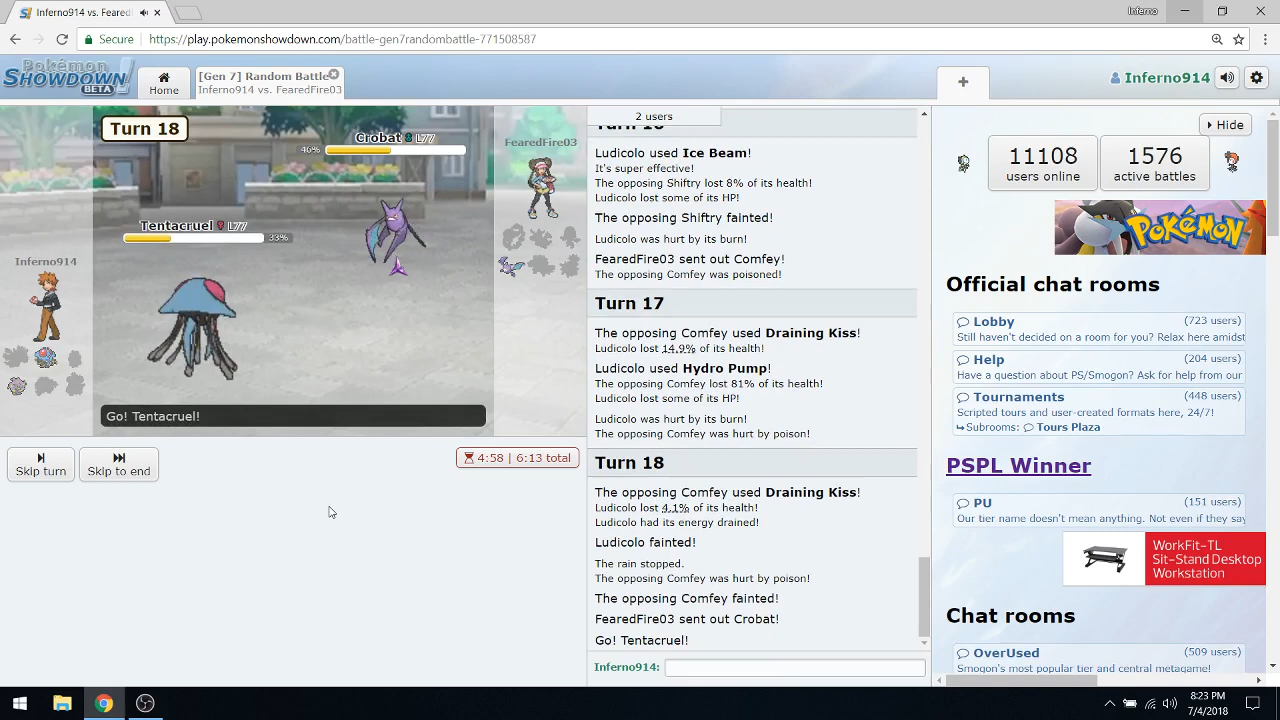 Inferno914 vs. Feared
Inferno
Secure
https://play.pokemonshowdown.com/battle-gen7randombattle-771508587
Pokémon
SHOWDOWN!
BETA
Home
[Gen 7] Random Battle
Inferno914 vs. FearedFire03
+
Inferno914
Turn 18
Crobat L77
46%
FearedFire03
Tentacruel L77
33%
Inferno914
Go! Tentacruel!
Skip turn
Skip to end
4:58 | 6:13 total
2 users
Ludicolo used Ice Beam!
It's super effective!
The opposing Shiftry lost 8% of its health!
Ludicolo lost some of its HP!
The opposing Shiftry fainted!
Ludicolo was hurt by its burn!
FearedFire03 sent out Comfey!
The opposing Comfey was poisoned!
Turn 17
The opposing Comfey used Draining Kiss!
Ludicolo lost 14.9% of its health!
Ludicolo used Hydro Pump!
The opposing Comfey lost 81% of its health!
Ludicolo lost some of its HP!
Ludicolo was hurt by its burn!
The opposing Comfey was hurt by poison!
Turn 18
The opposing Comfey used Draining Kiss!
Ludicolo lost 4.1% of its health!
Ludicolo had its energy drained!
Ludicolo fainted!
The rain stopped.
The opposing Comfey was hurt by poison!
The opposing Comfey fainted!
FearedFire03 sent out Crobat!
Go! Tentacruel!
Inferno914:
Hide
11108
users online
1576
active battles
POKéMON
Official chat rooms
Lobby (723 users)
Still haven't decided on a room for you? Relax here amidst
Help (204 users)
Have a question about PS/Smogon? Ask for help from our
Tournaments (448 users)
Scripted tours and user-created formats here, 24/7!
Subrooms: Tours Plaza
PSPL Winner
PU (151 users)
Our tier name doesn't mean anything. Not even if they say
WorkFit-TL
Sit-Stand Desktop
Workstation
Chat rooms
OverUsed (509 users)
Smogon's most popular tier and central metagame!
8:23 PM
7/4/2018